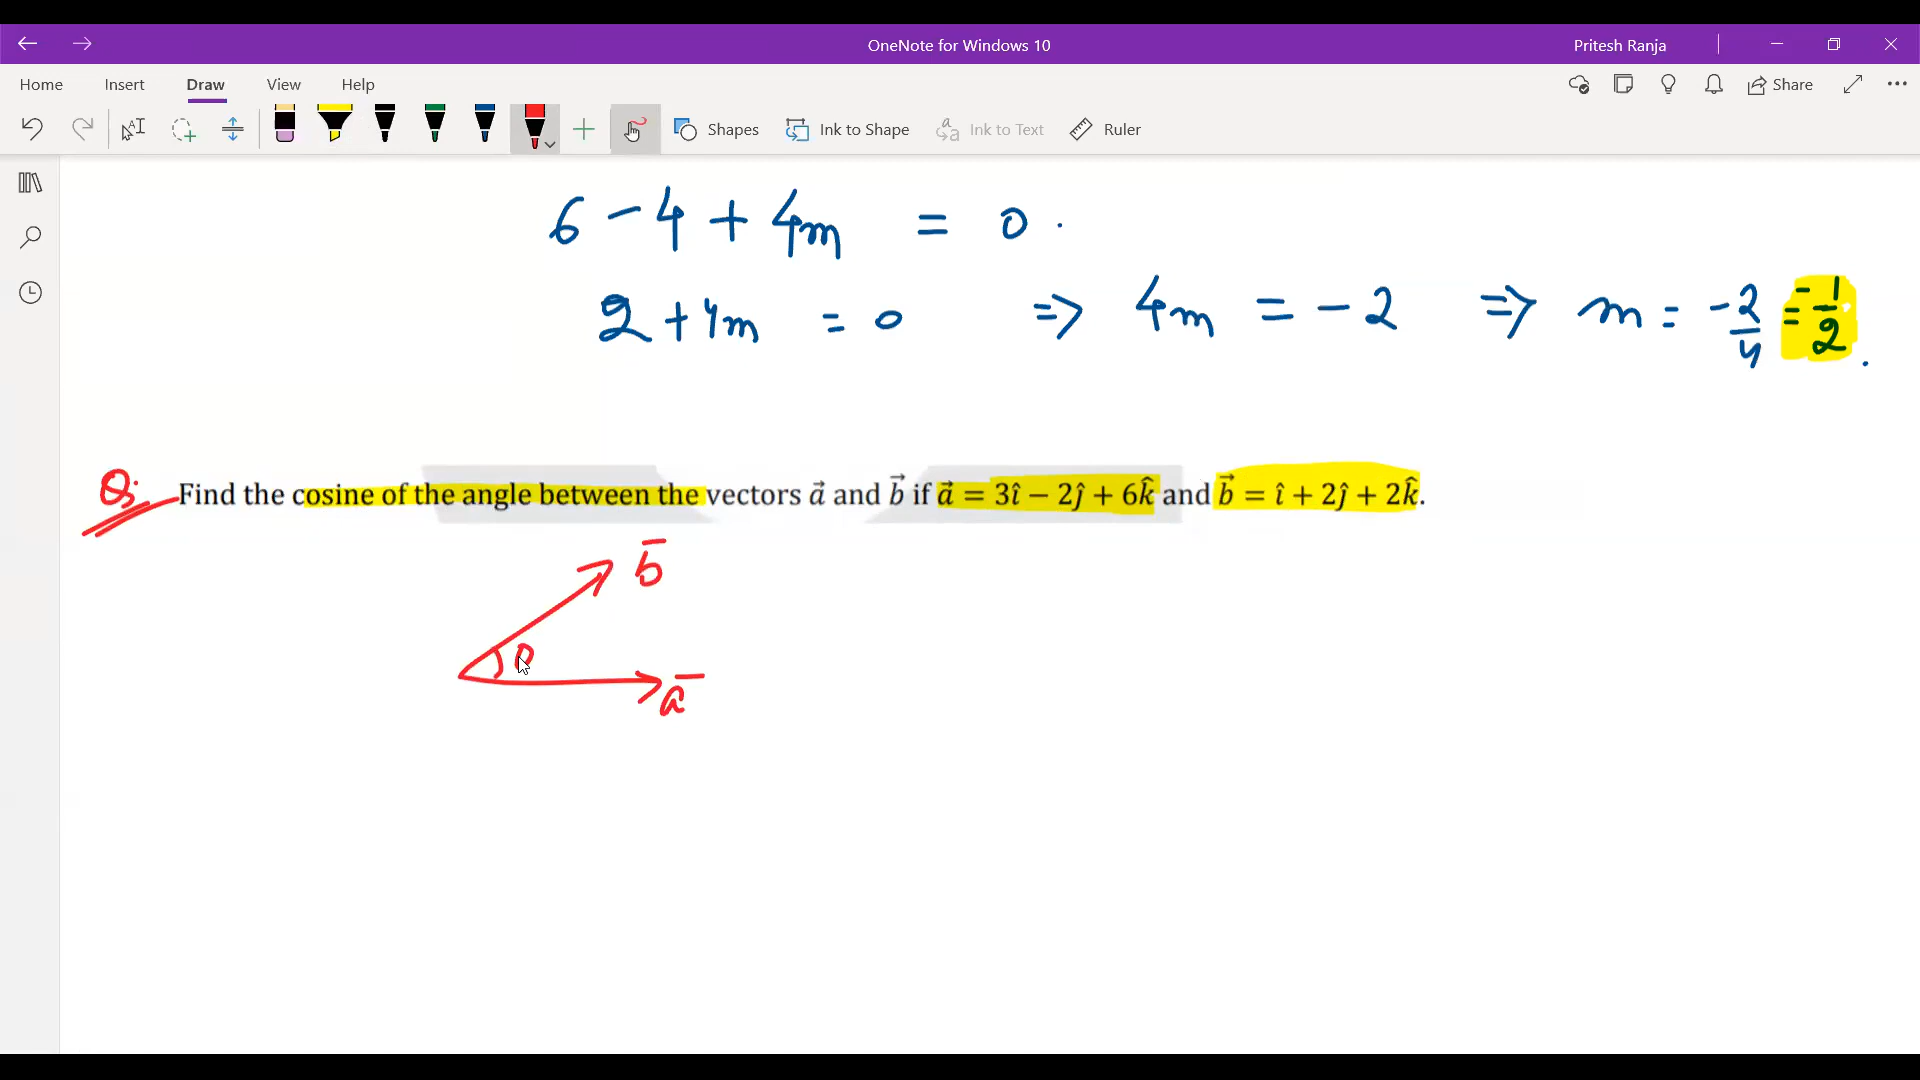 OneNote for Windows 10
Pritesh Ranja
Home Insert Draw View Help
Share
Shapes Ink to Shape Ink to Text Ruler
6 - 4 + 4m = 0 .
2 + 4m = 0 ⇒ 4m = -2 ⇒ m = -2/4 = -1/2 .
Q: Find the cosine of the angle between the vectors a⃗ and b⃗ if a⃗ = 3î − 2ĵ + 6k̂ and b⃗ = î + 2ĵ + 2k̂.
b̄
θ
ā